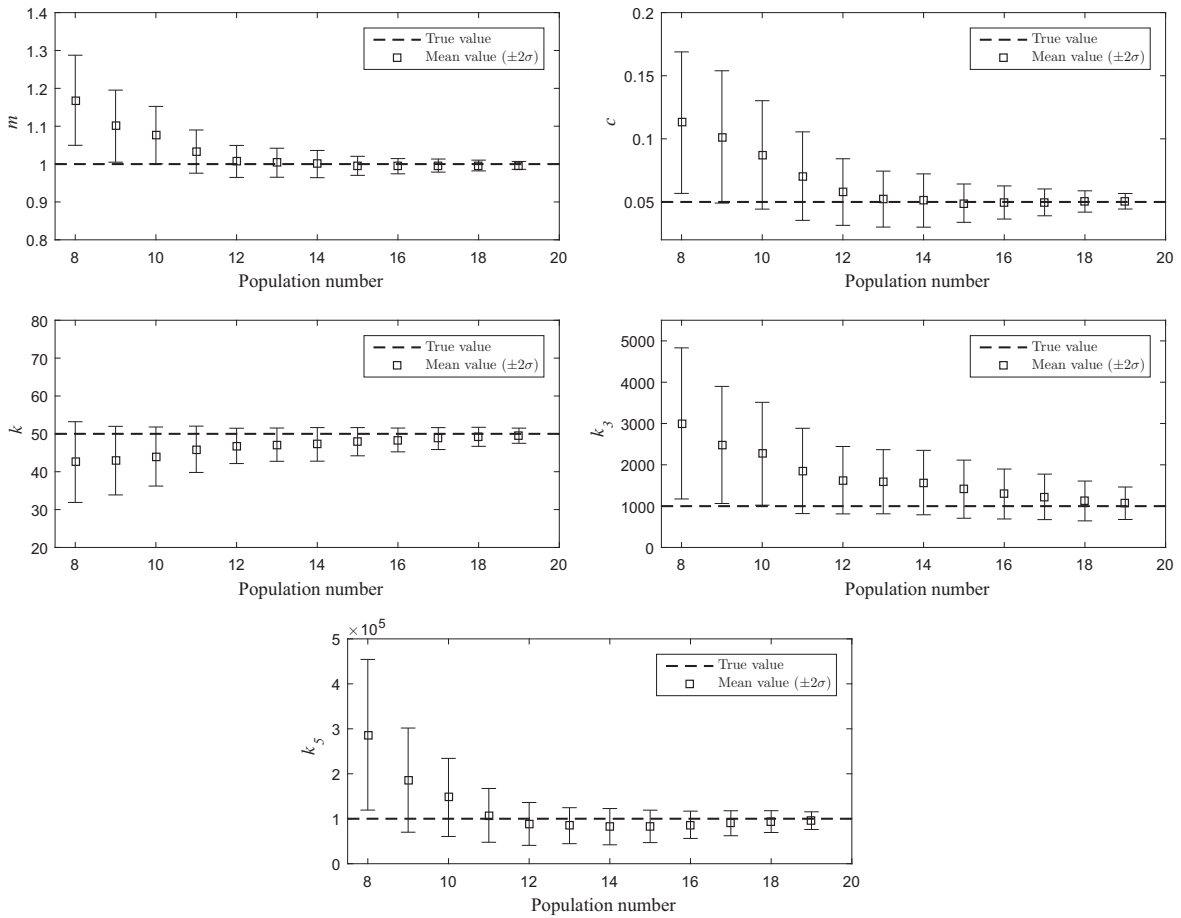 1.4
1.3
1.2
1.1
1
0.9
0.8
m
True value
Mean value (±2σ)
8 10 12 14 16 18 20
Population number
0.2
0.15
0.1
0.05
c
True value
Mean value (±2σ)
8 10 12 14 16 18 20
Population number
80
70
60
50
40
30
20
k
True value
Mean value (±2σ)
8 10 12 14 16 18 20
Population number
5000
4000
3000
2000
1000
0
k₃
True value
Mean value (±2σ)
8 10 12 14 16 18 20
Population number
×10⁵
5
4
3
2
1
0
k₅
True value
Mean value (±2σ)
8 10 12 14 16 18 20
Population number